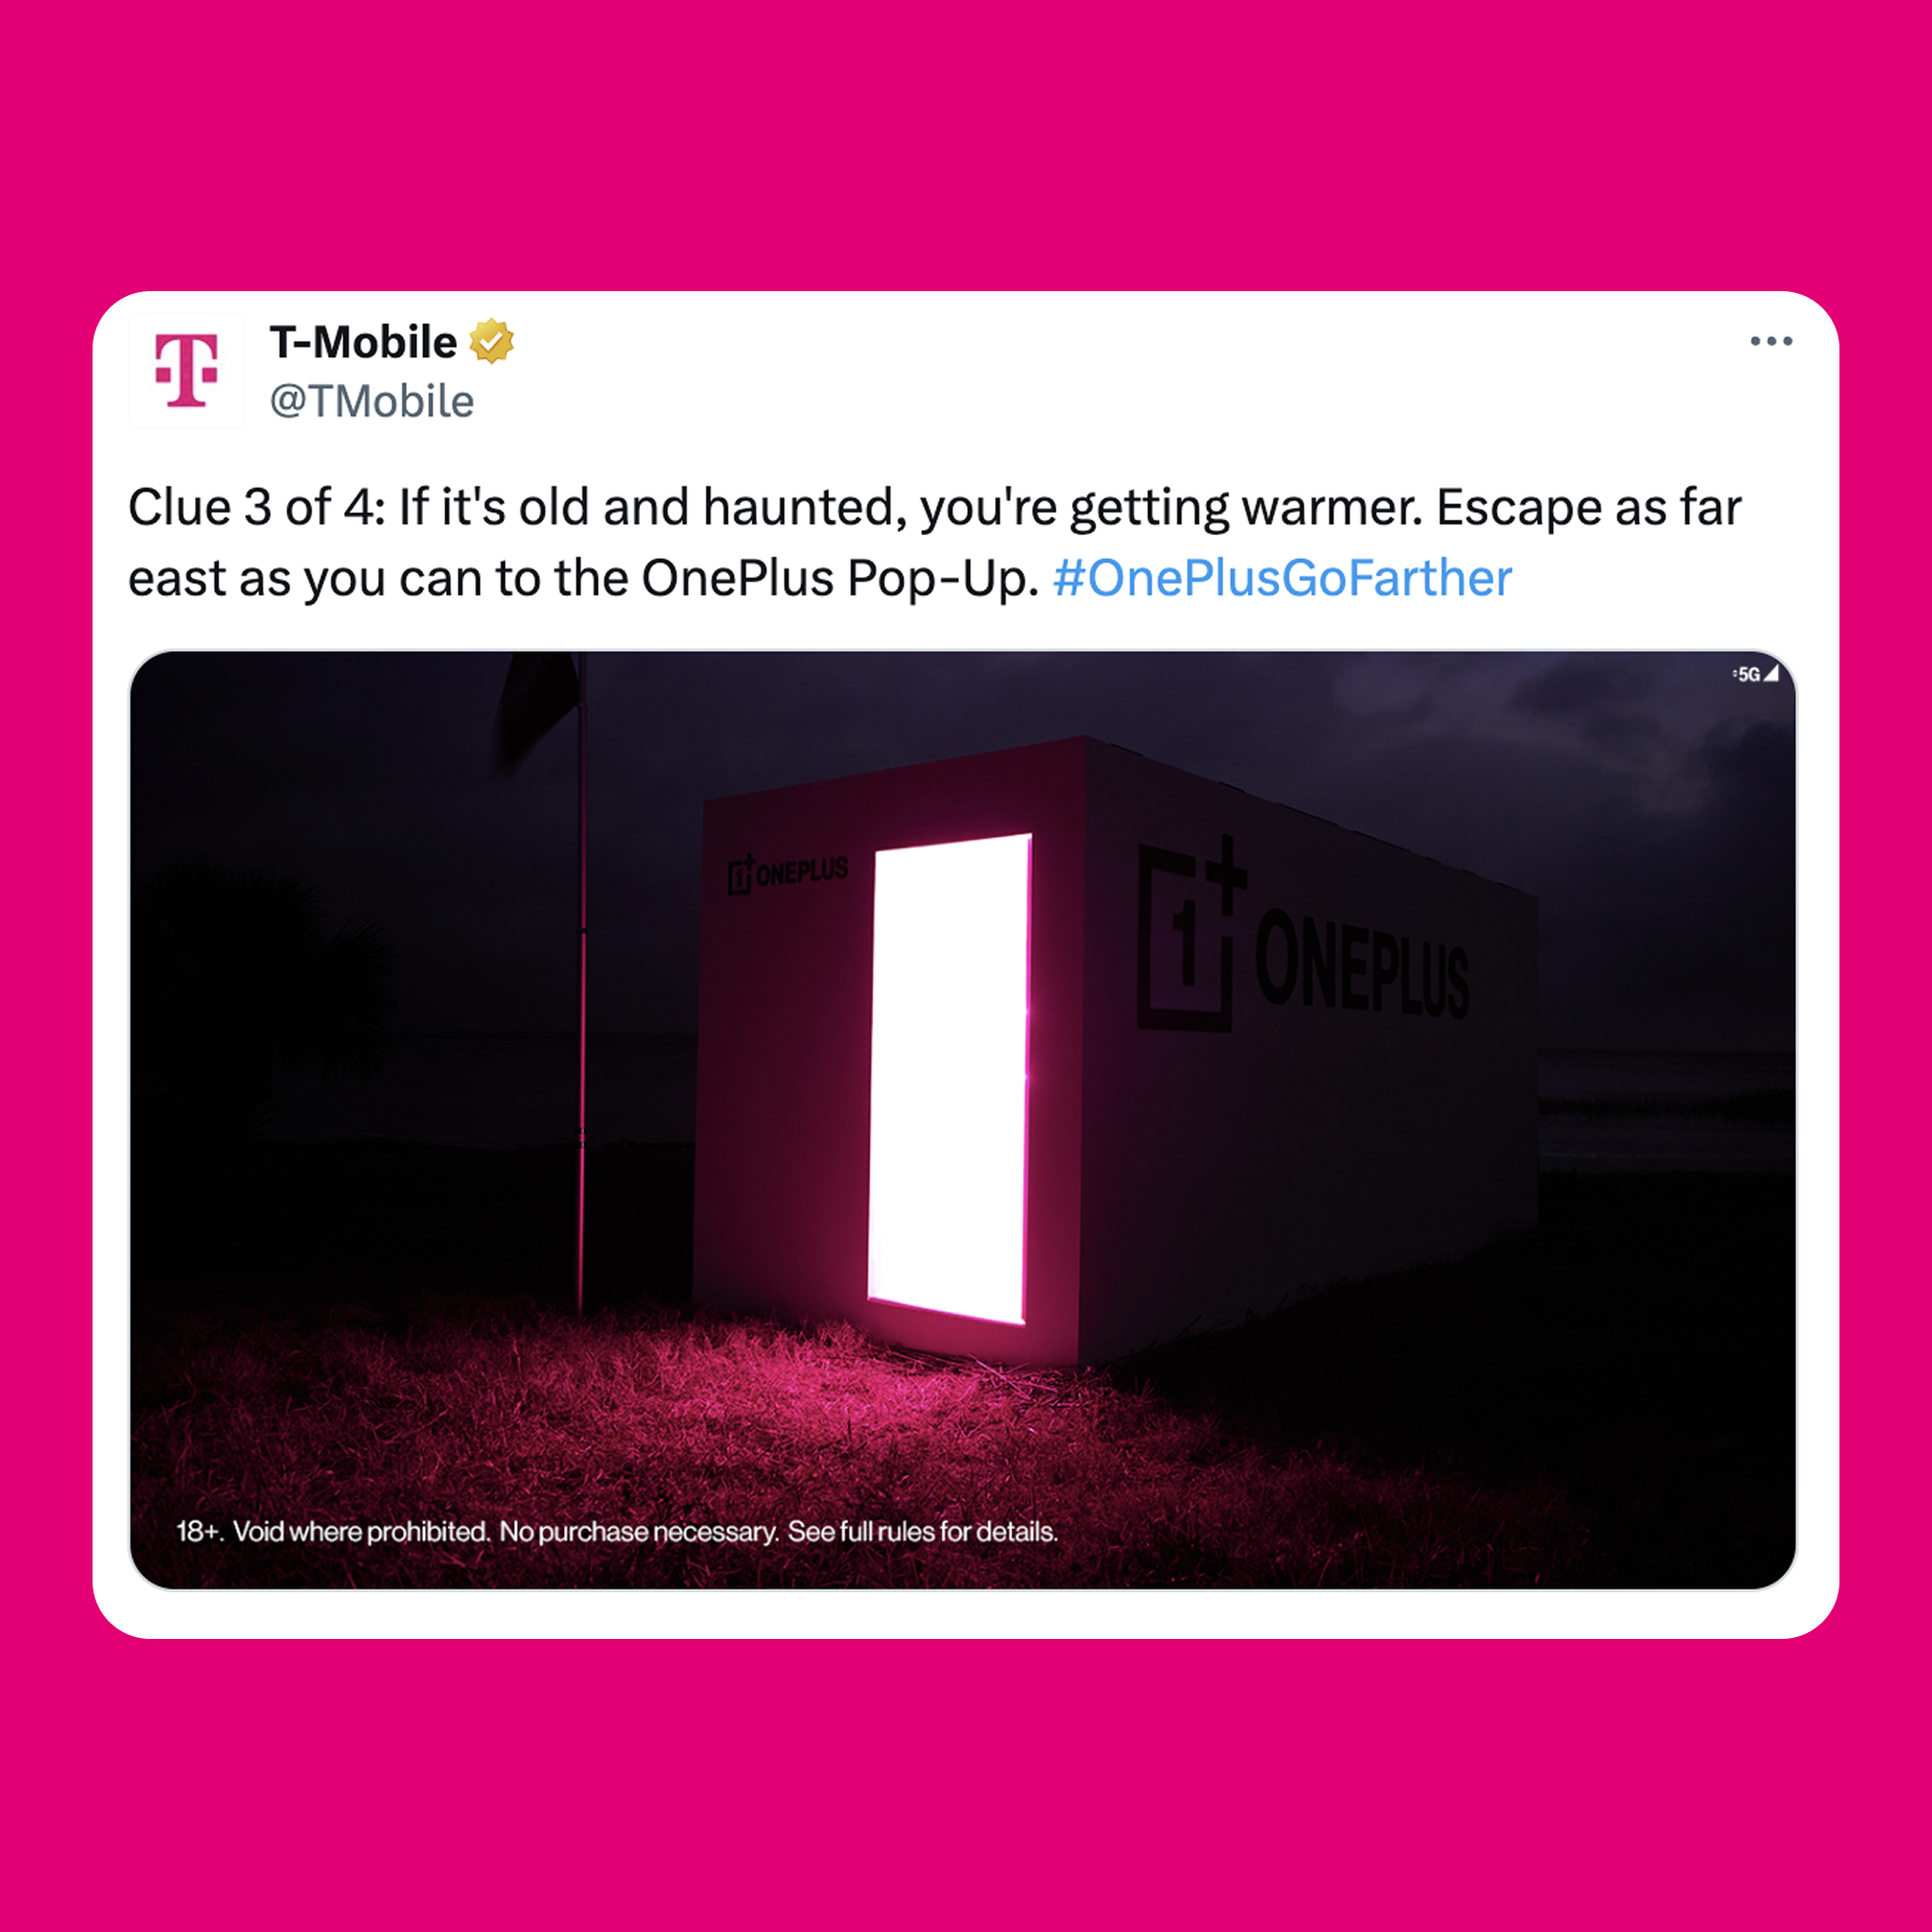 T-Mobile
@TMobile
Clue 3 of 4: If it's old and haunted, you're getting warmer. Escape as far
east as you can to the OnePlus Pop-Up. #OnePlusGoFarther
5G
1+ ONEPLUS
1+ ONEPLUS
18+. Void where prohibited. No purchase necessary. See full rules for details.